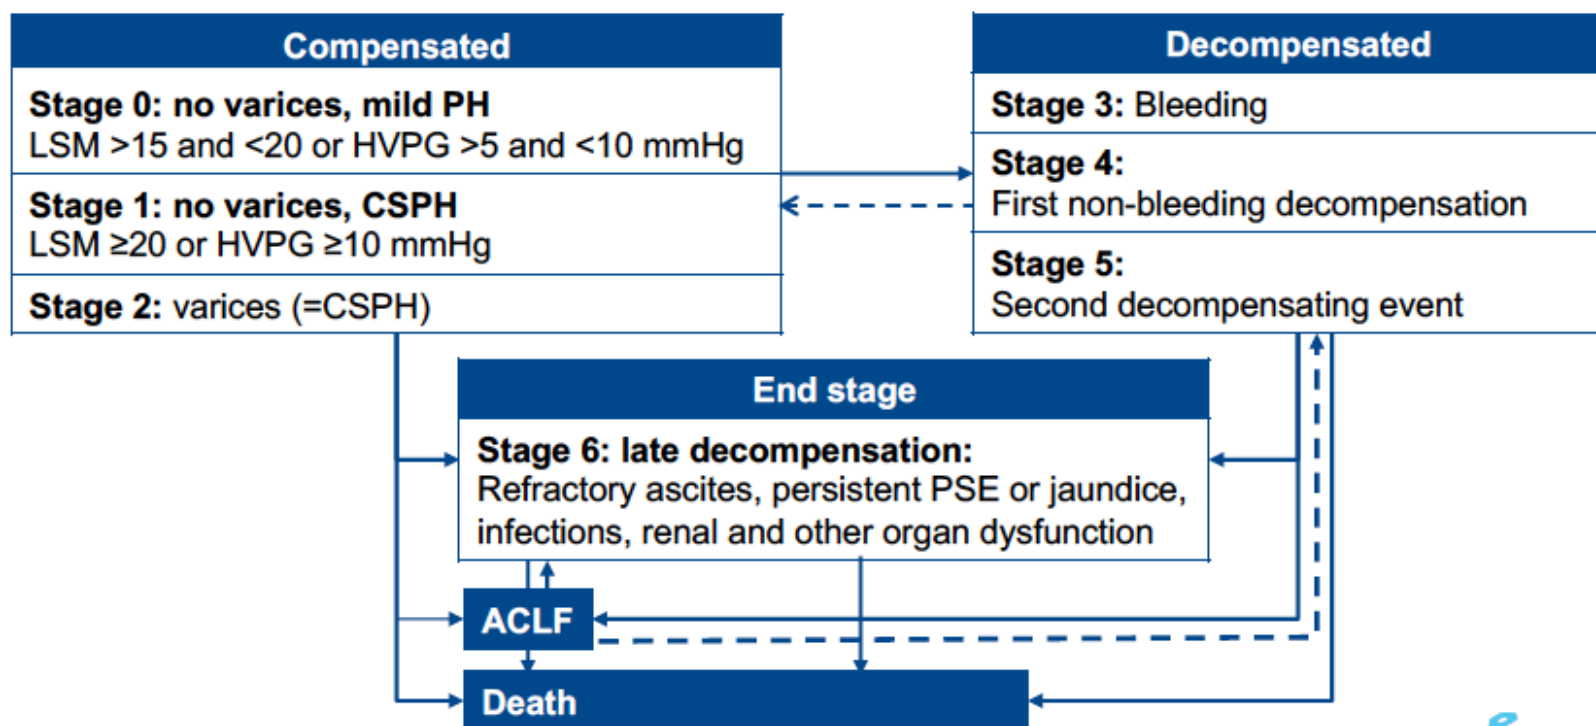 Compensated
Stage 0: no varices, mild PH
LSM >15 and <20 or HVPG >5 and <10 mmHg
Stage 1: no varices, CSPH
LSM ≥20 or HVPG ≥10 mmHg
Stage 2: varices (=CSPH)
Decompensated
Stage 3: Bleeding
Stage 4:
First non-bleeding decompensation
Stage 5:
Second decompensating event
End stage
Stage 6: late decompensation:
Refractory ascites, persistent PSE or jaundice,
infections, renal and other organ dysfunction
ACLF
Death